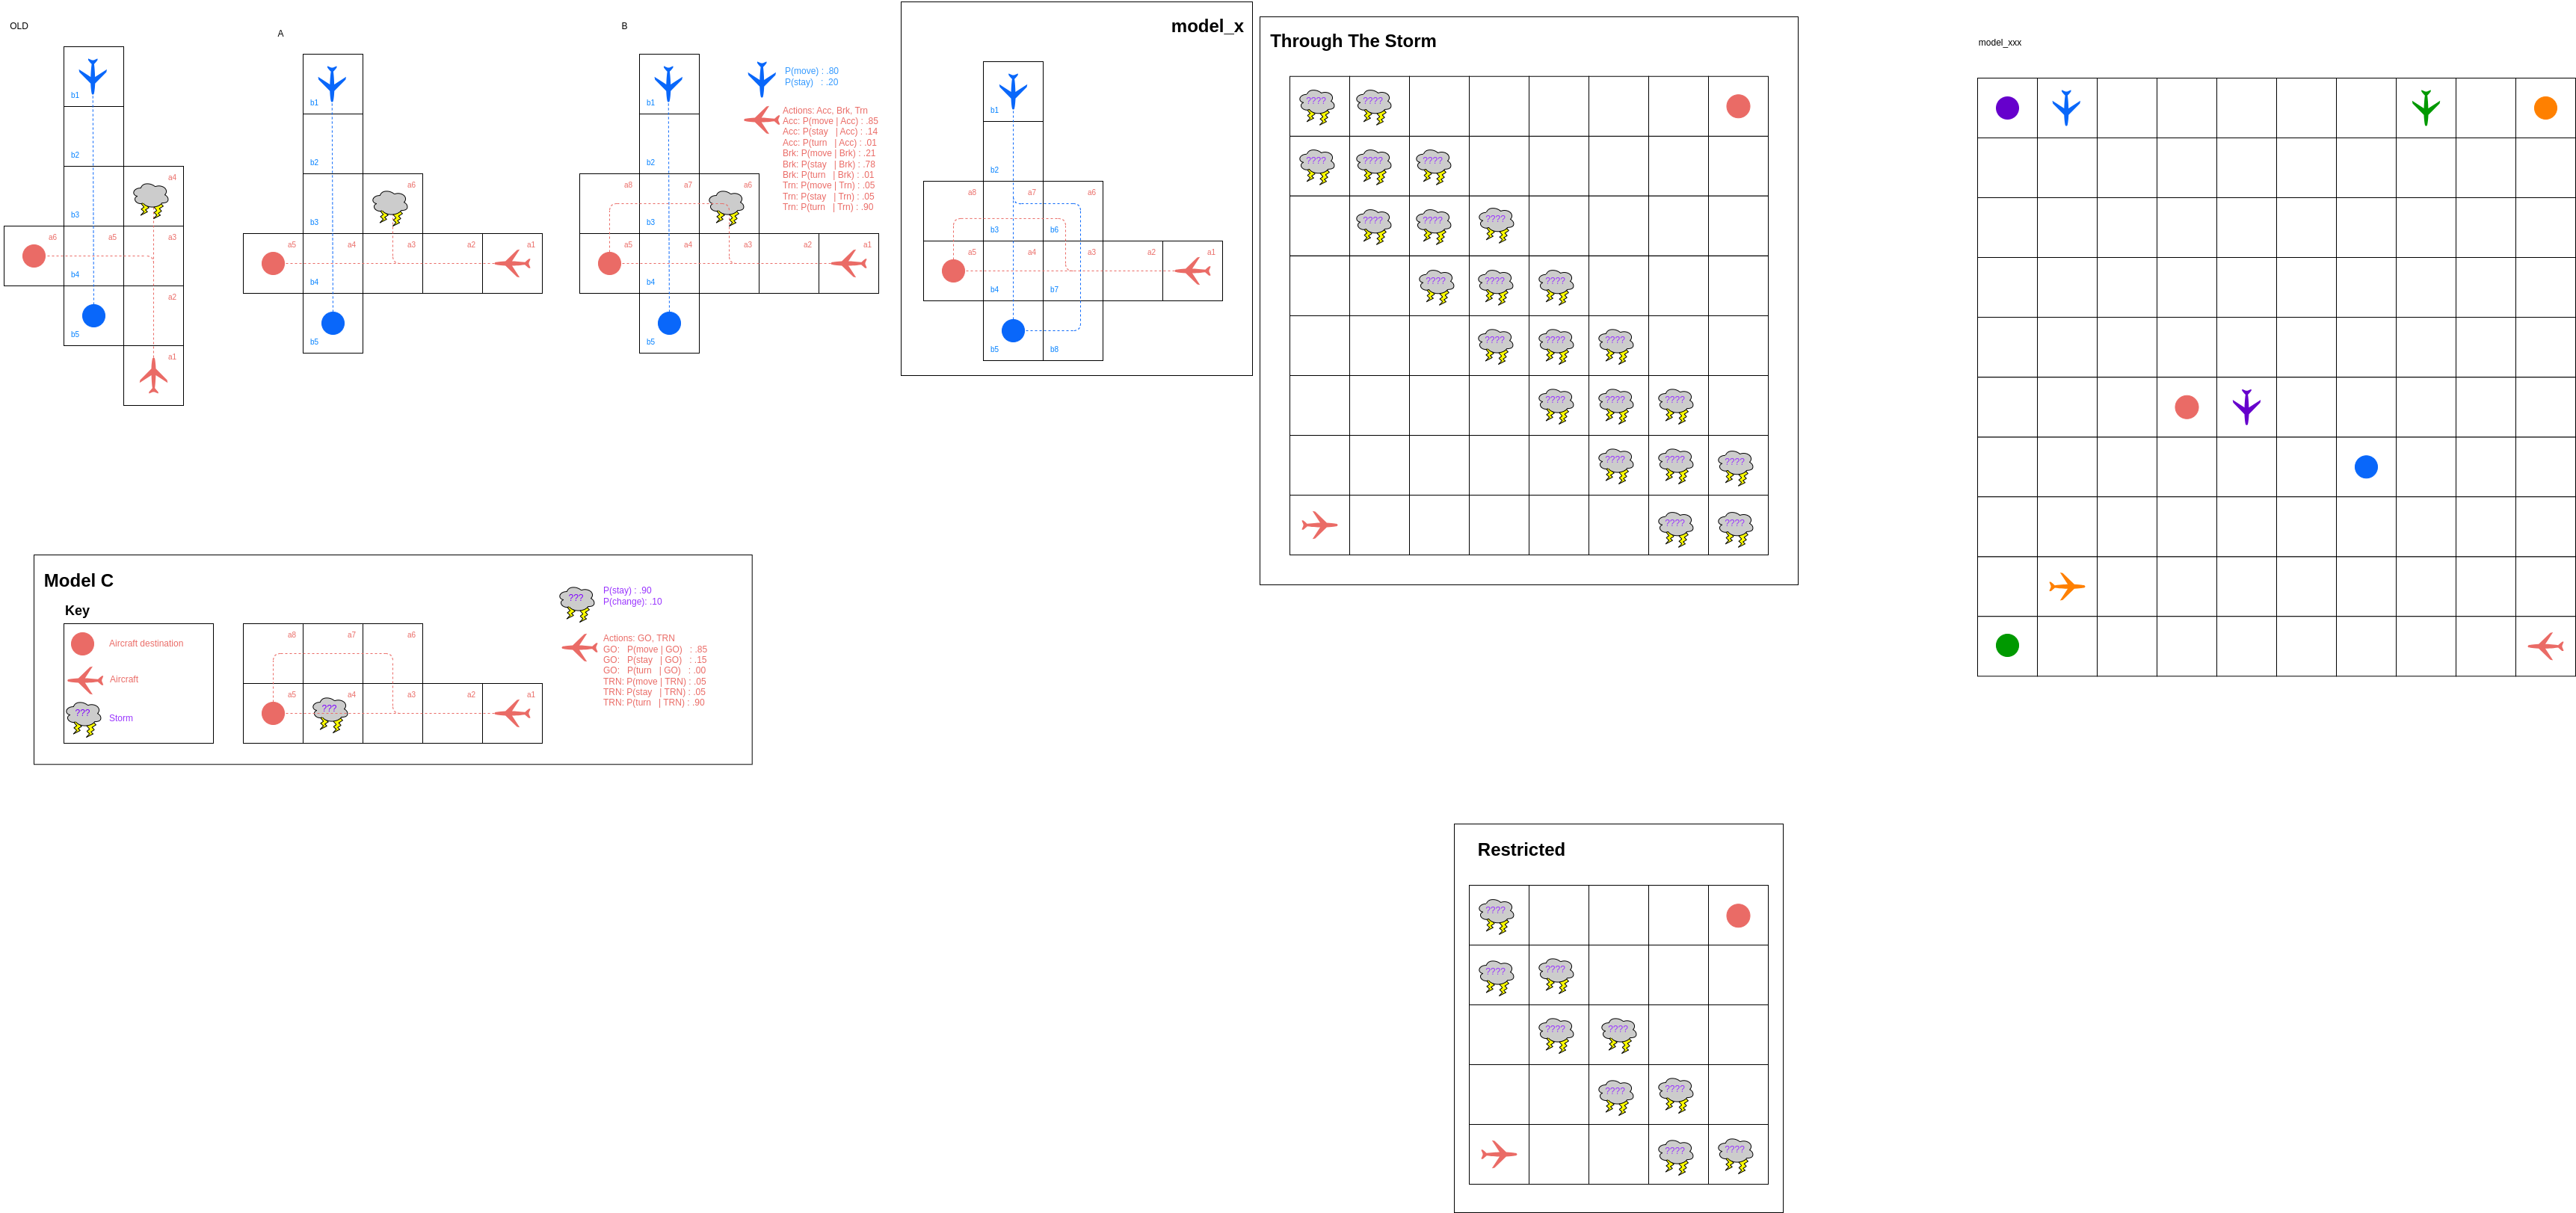 OLD
b1
b2
a4
b3
a6
a5
a3
b4
a2
b5
a1
A
b1
b2
a6
b3
a5
a4
a3
a2
a1
b4
b5
B
b1
b2
a8
a7
a6
b3
a5
a4
a3
a2
a1
b4
b5
P(move) : .80
P(stay) : .20
Actions: Acc, Brk, Trn
Acc: P(move | Acc) : .85
Acc: P(stay | Acc) : .14
Acc: P(turn | Acc) : .01
Brk: P(move | Brk) : .21
Brk: P(stay | Brk) : .78
Brk: P(turn | Brk) : .01
Trn: P(move | Trn) : .05
Trn: P(stay | Trn) : .05
Trn: P(turn | Trn) : .90
model_x
b1
b2
a8
a7
a6
b3
b6
a5
a4
a3
a2
a1
b4
b7
b5
b8
Through The Storm
???? ????
???? ???? ????
???? ???? ????
???? ???? ????
???? ???? ????
???? ???? ????
???? ???? ????
???? ????
model_xxx
Model C
Key
Aircraft destination
Aircraft
???
Storm
a8
a7
a6
a5
a4
a3
a2
a1
???
???
P(stay) : .90
P(change): .10
Actions: GO, TRN
GO: P(move | GO) : .85
GO: P(stay | GO) : .15
GO: P(turn | GO) : .00
TRN: P(move | TRN) : .05
TRN: P(stay | TRN) : .05
TRN: P(turn | TRN) : .90
Restricted
????
???? ????
???? ????
???? ????
???? ????